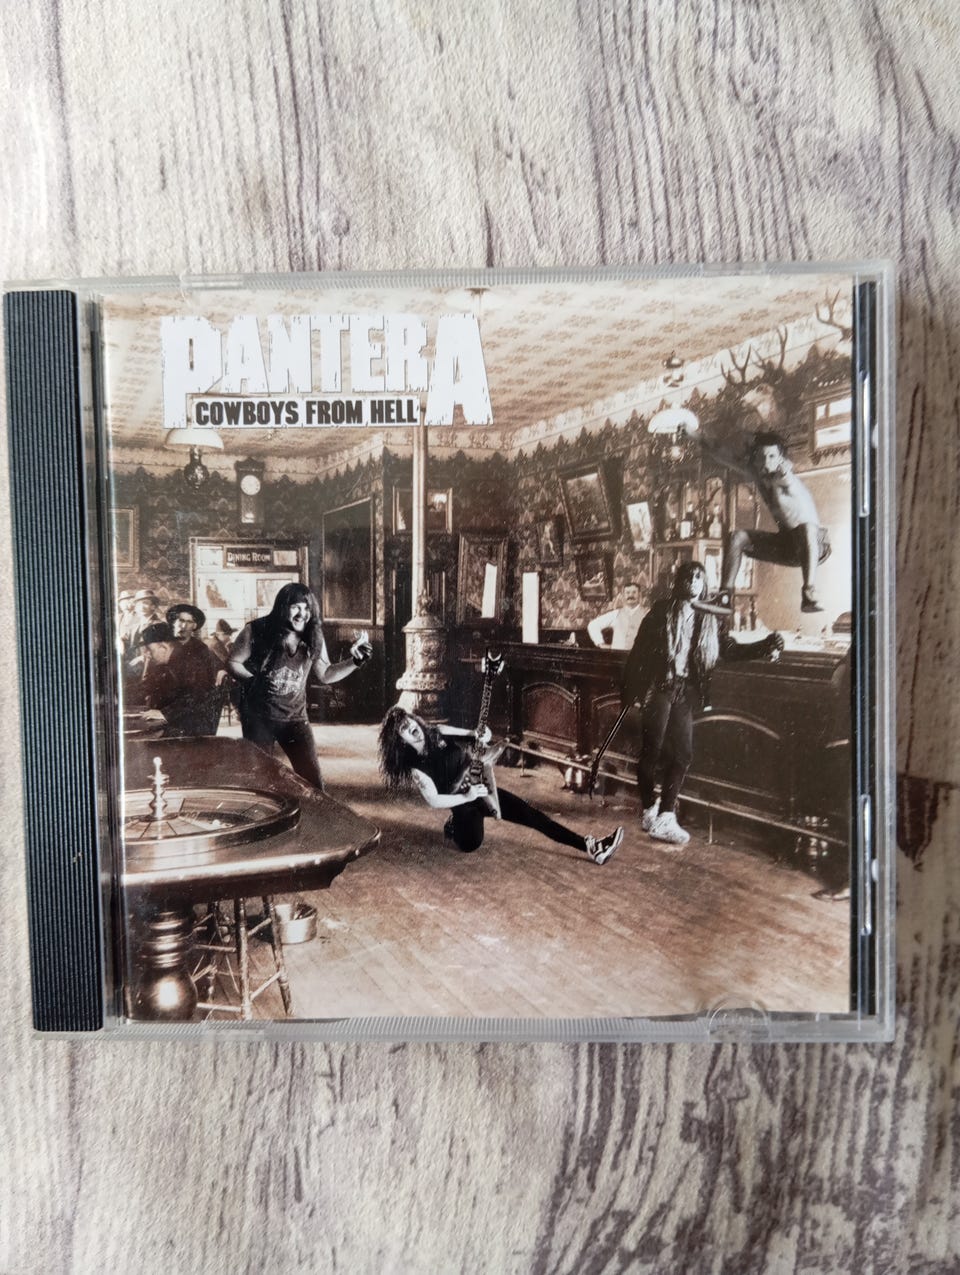 PANTERA
COWBOYS FROM HELL
DINING ROOM